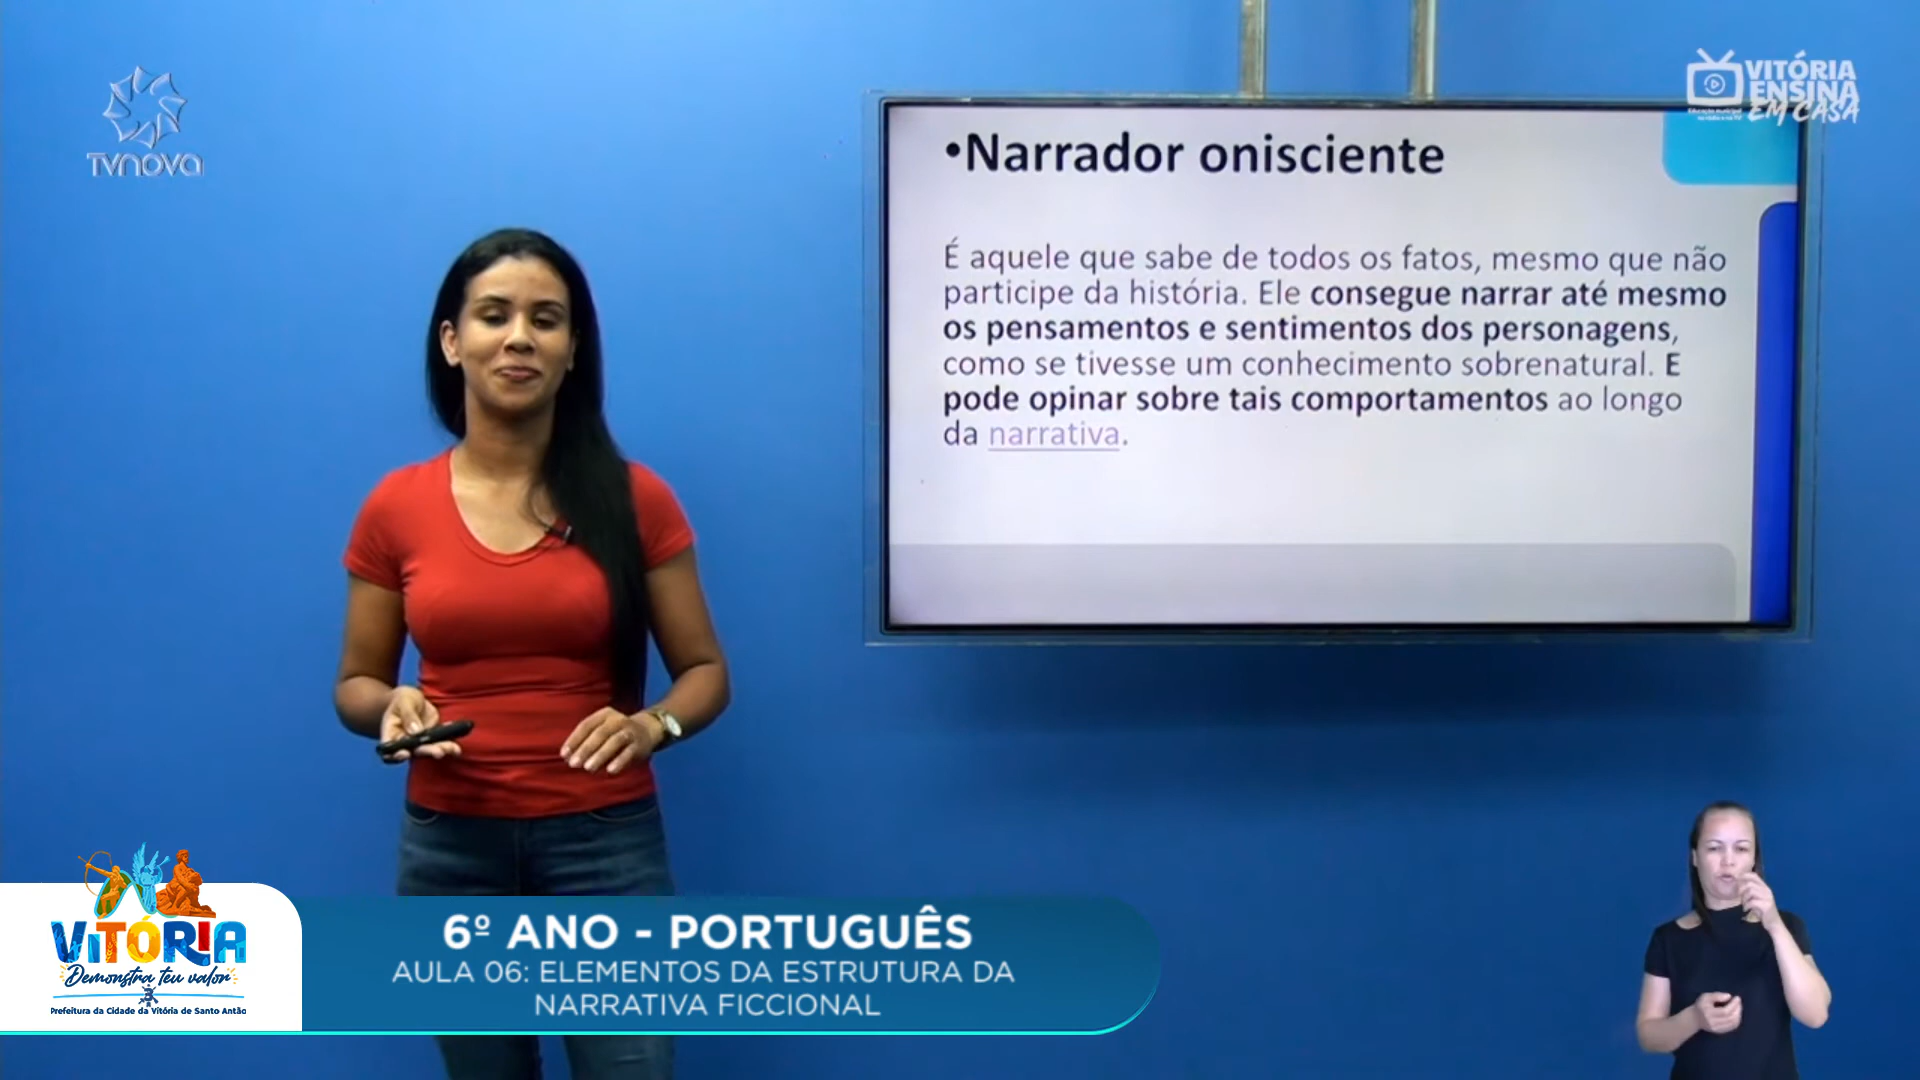 TVNOVA
VITÓRIA
ENSINA
EM CASA
•Narrador onisciente
É aquele que sabe de todos os fatos, mesmo que não
participe da história. Ele consegue narrar até mesmo
os pensamentos e sentimentos dos personagens,
como se tivesse um conhecimento sobrenatural. E
pode opinar sobre tais comportamentos ao longo
da narrativa.
VITÓRIA
Demonstra teu valor
Prefeitura da Cidade da Vitória de Santo Antão
6º ANO - PORTUGUÊS
AULA 06: ELEMENTOS DA ESTRUTURA DA
NARRATIVA FICCIONAL